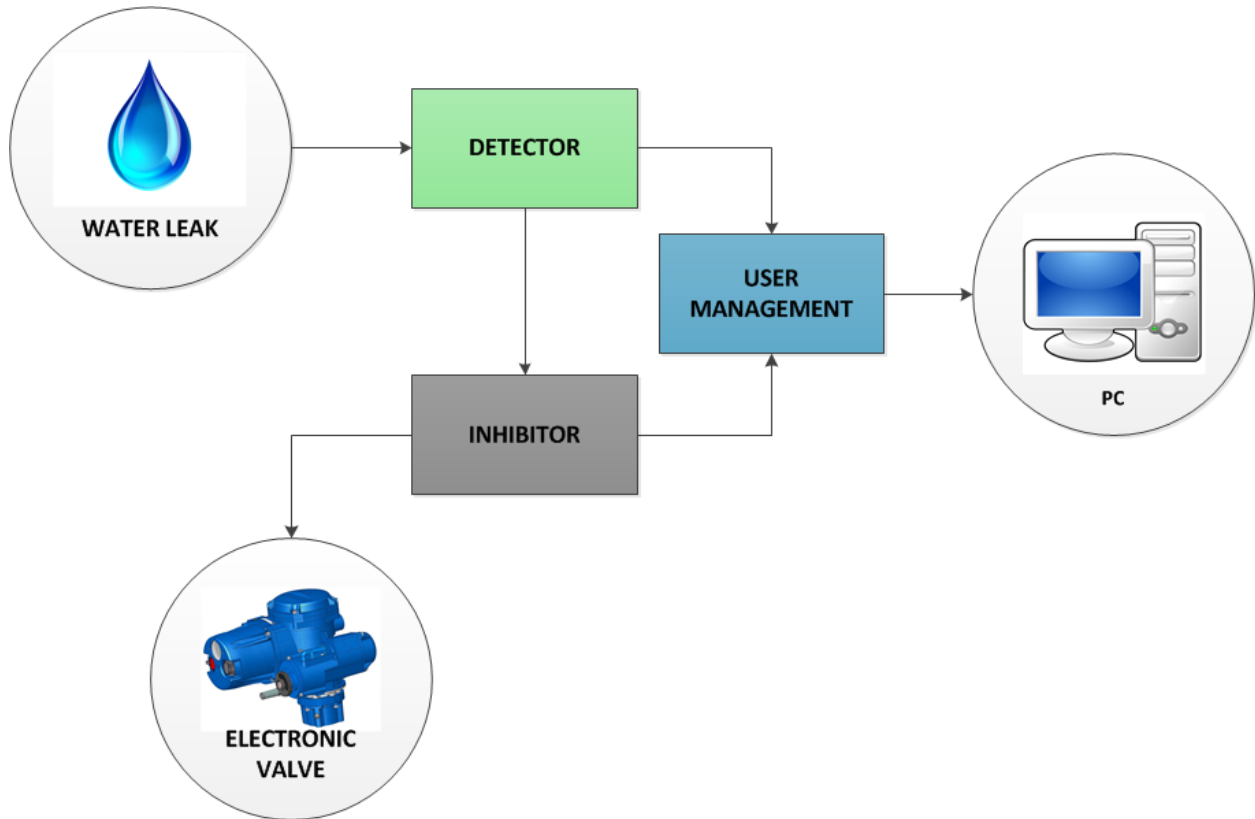 WATER LEAK
DETECTOR
USER
MANAGEMENT
PC
INHIBITOR
ELECTRONIC
VALVE